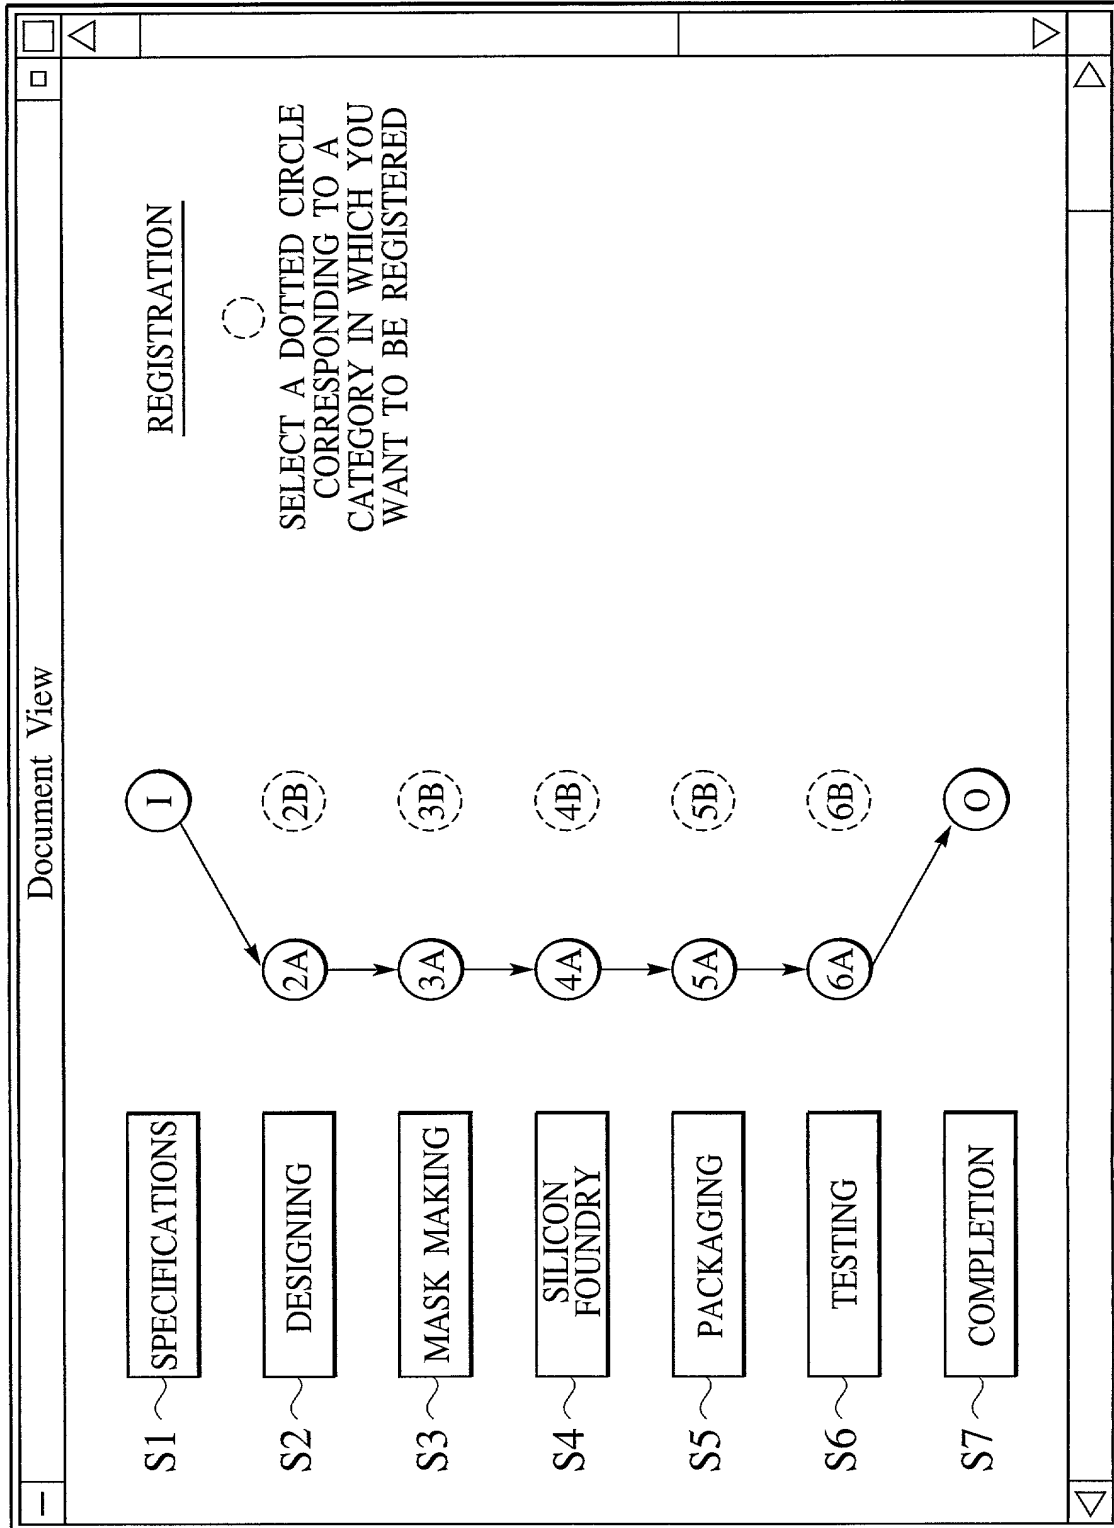 Document View
S1 SPECIFICATIONS I REGISTRATION
S2 DESIGNING 2A 2B
SELECT A DOTTED CIRCLE
CORRESPONDING TO A
CATEGORY IN WHICH YOU
WANT TO BE REGISTERED
S3 MASK MAKING 3A 3B
S4 SILICON
FOUNDRY 4A 4B
S5 PACKAGING 5A 5B
S6 TESTING 6A 6B
S7 COMPLETION O